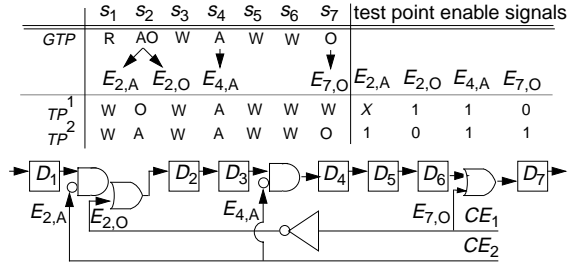 s1 s2 s3 s4 s5 s6 s7 test point enable signals
GTP R AO W A W W O
E2,A E2,O E4,A E7,O E2,A E2,O E4,A E7,O
TP1 W O W A W W W X 1 1 0
TP2 W A W A W W O 1 0 1 1
D1 D2 D3 D4 D5 D6 D7
E2,A E2,O E4,A E7,O CE1
CE2